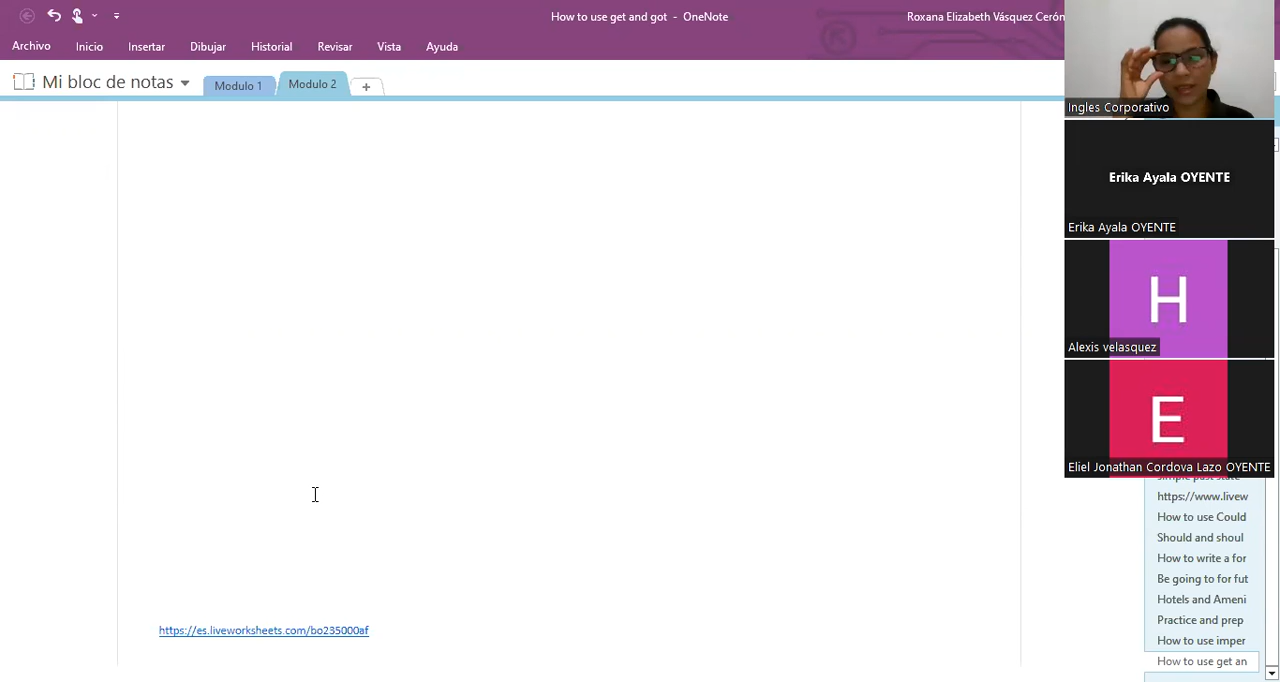 How to use get and got - OneNote
Roxana Elizabeth Vásquez Cerón
Archivo
Inicio
Insertar
Dibujar
Historial
Revisar
Vista
Ayuda
Mi bloc de notas
Modulo 1
Modulo 2
+
Ingles Corporativo
Erika Ayala OYENTE
Erika Ayala OYENTE
H
Alexis velasquez
E
Eliel Jonathan Cordova Lazo OYENTE
https://www.livew
How to use Could
Should and shoul
How to write a for
Be going to for fut
Hotels and Ameni
Practice and prep
How to use imper
How to use get an
https://es.liveworksheets.com/bo235000af